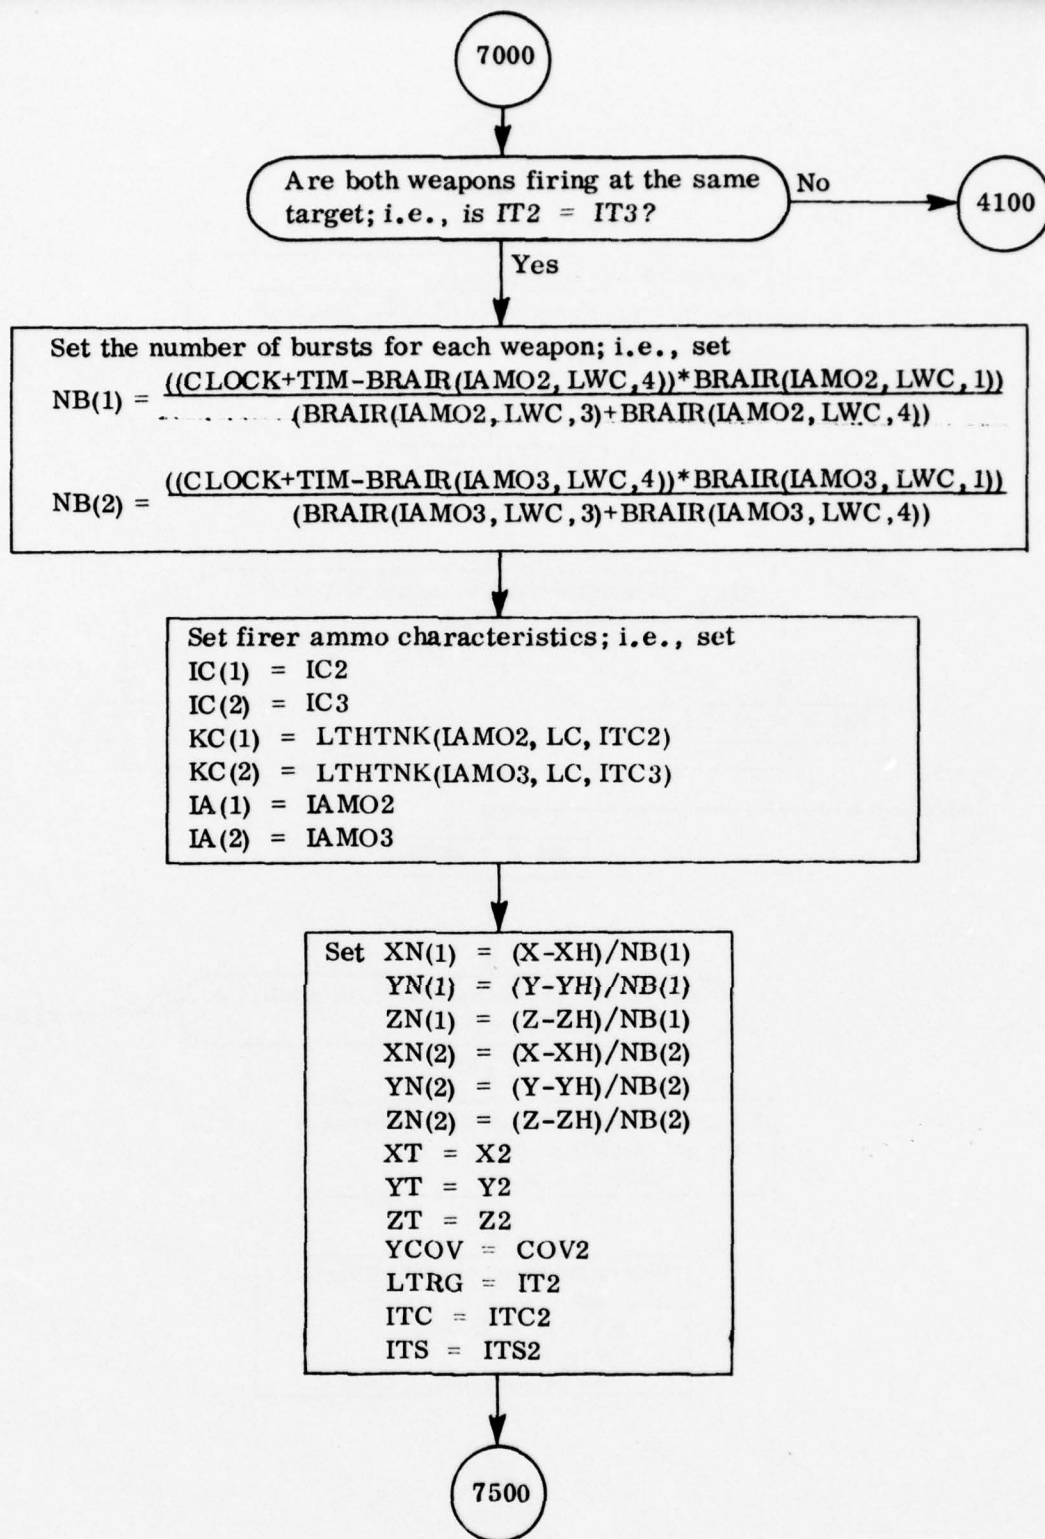 7000
Are both weapons firing at the same
target; i.e., is IT2 = IT3?
No
4100
Yes
Set the number of bursts for each weapon; i.e., set
NB(1) = ((CLOCK+TIM-BRAIR(IAMO2, LWC,4))*BRAIR(IAMO2, LWC, 1))
(BRAIR(IAMO2, LWC, 3)+BRAIR(IAMO2, LWC, 4))
NB(2) = ((CLOCK+TIM-BRAIR(IAMO3, LWC,4))*BRAIR(IAMO3, LWC, 1))
(BRAIR(IAMO3, LWC, 3)+BRAIR(IAMO3, LWC, 4))
Set firer ammo characteristics; i.e., set
IC(1) = IC2
IC(2) = IC3
KC(1) = LTHTNK(IAMO2, LC, ITC2)
KC(2) = LTHTNK(IAMO3, LC, ITC3)
IA(1) = IAMO2
IA(2) = IAMO3
Set XN(1) = (X-XH)/NB(1)
YN(1) = (Y-YH)/NB(1)
ZN(1) = (Z-ZH)/NB(1)
XN(2) = (X-XH)/NB(2)
YN(2) = (Y-YH)/NB(2)
ZN(2) = (Z-ZH)/NB(2)
XT = X2
YT = Y2
ZT = Z2
YCOV = COV2
LTRG = IT2
ITC = ITC2
ITS = ITS2
7500